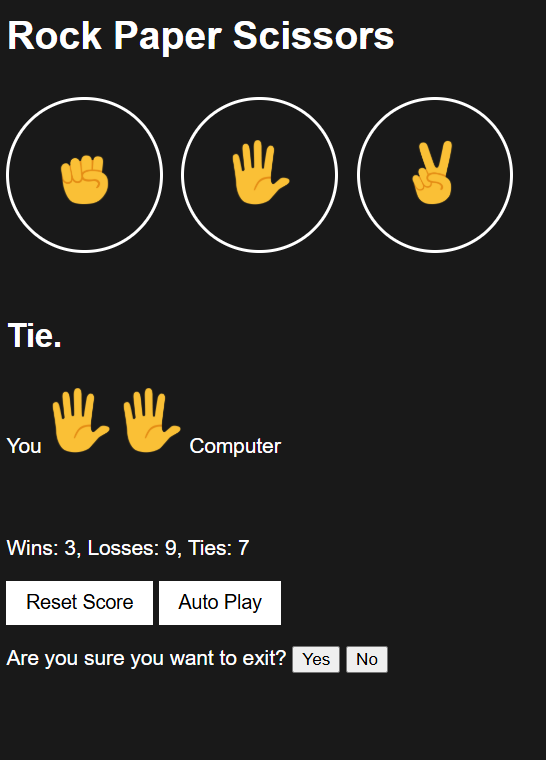 Rock Paper Scissors
Tie.
You Computer
Wins: 3, Losses: 9, Ties: 7
Reset Score Auto Play
Are you sure you want to exit? Yes No